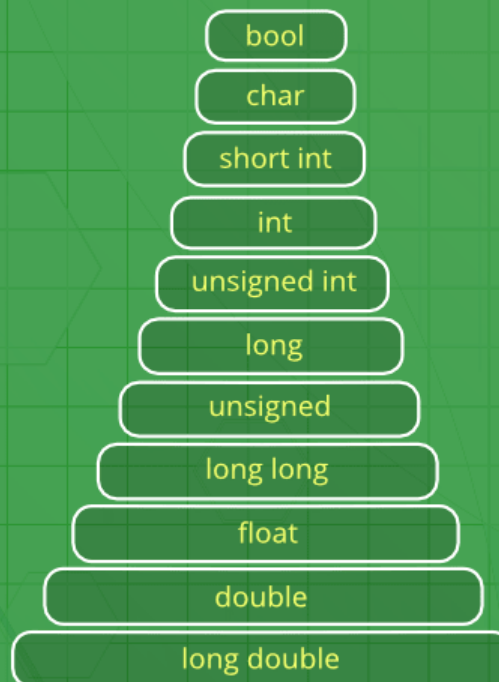 bool
char
short int
int
unsigned int
long
unsigned
long long
float
double
long double